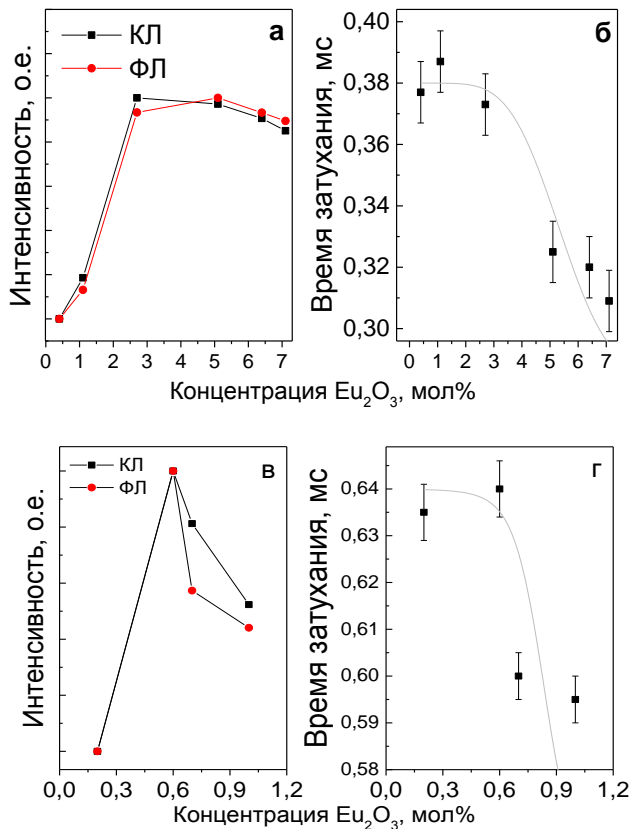 а
КЛ
ФЛ
Интенсивность, о.е.
0 1 2 3 4 5 6 7
б
Время затухания, мс
0,38
0,36
0,34
0,32
0,30
0 1 2 3 4 5 6 7
Концентрация Eu₂O₃, мол%
в
КЛ
ФЛ
Интенсивность, о.е.
0,0 0,3 0,6 0,9 1,2
г
Время затухания, мс
0,64
0,63
0,62
0,61
0,60
0,59
0,58
0,0 0,3 0,6 0,9 1,2
Концентрация Eu₂O₃, мол%